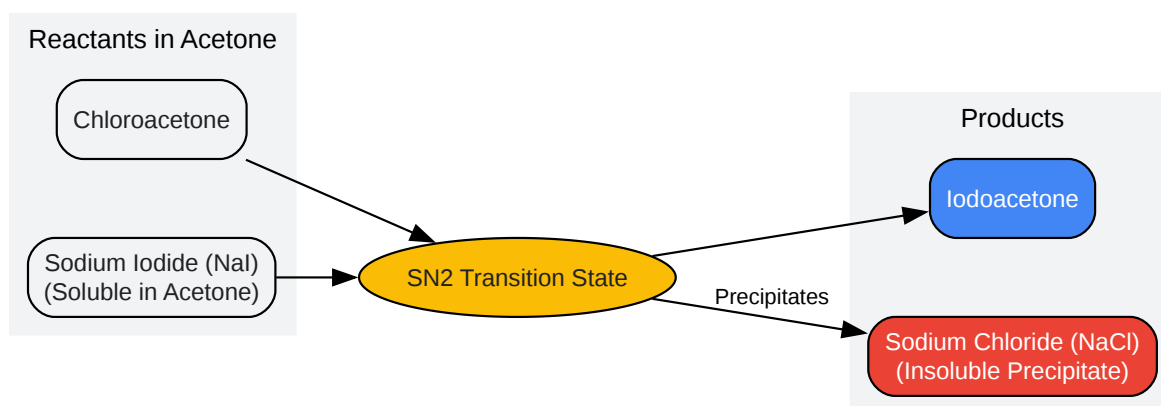 Reactants in Acetone
Chloroacetone
Sodium Iodide (NaI)
(Soluble in Acetone)
SN2 Transition State
Precipitates
Products
Iodoacetone
Sodium Chloride (NaCl)
(Insoluble Precipitate)